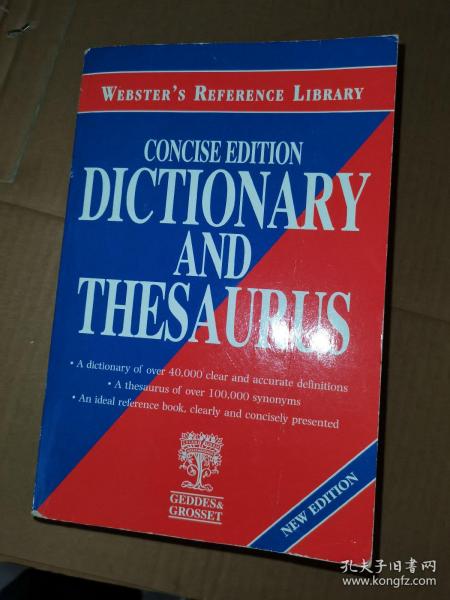 WEBSTER'S REFERENCE LIBRARY
CONCISE EDITION
DICTIONARY
AND
THESAURUS
• A dictionary of over 40,000 clear and accurate definitions
• A thesaurus of over 100,000 synonyms
• An ideal reference book, clearly and concisely presented
GEDDES&
GROSSET
NEW EDITION
孔夫子旧书网
www.kongfz.com